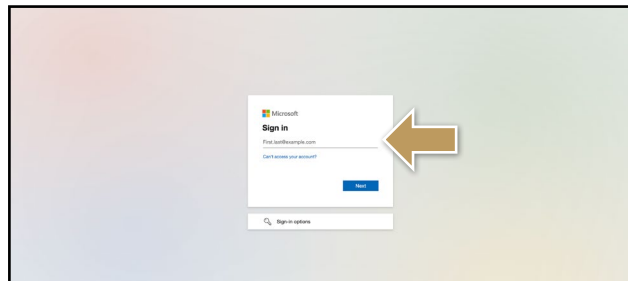 Microsoft
Sign in
First.last@example.com
Can't access your account?
Next
Sign-in options